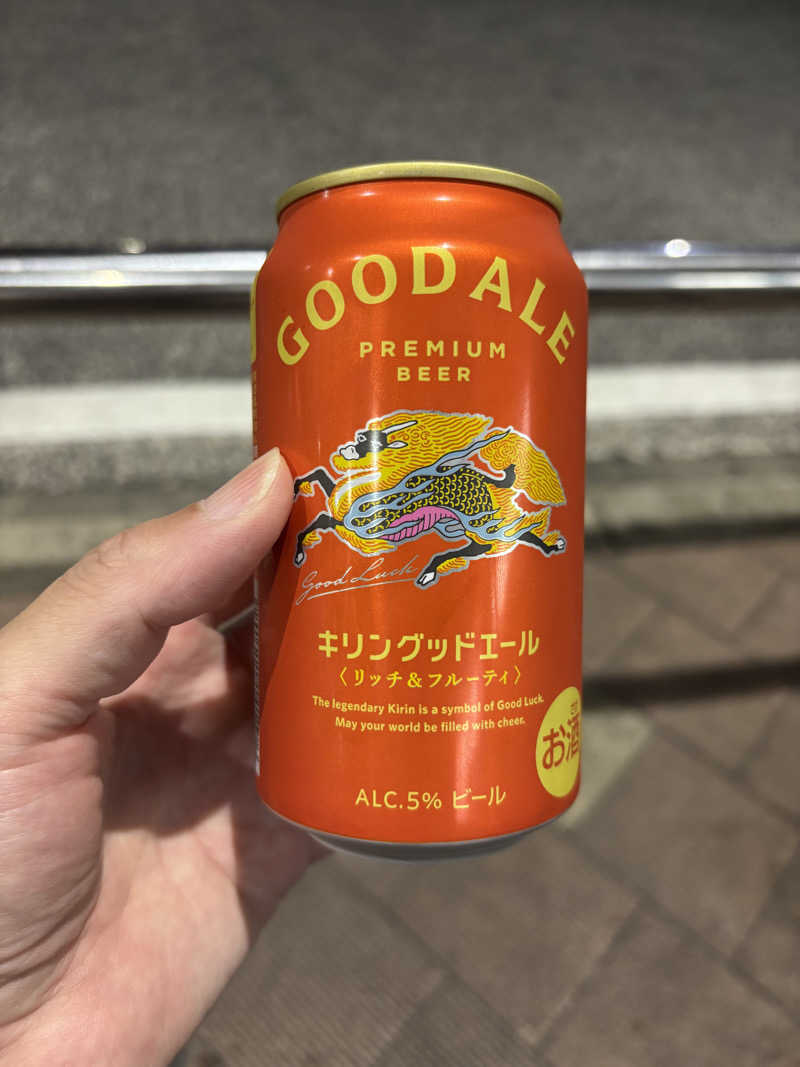 GOOD ALE
PREMIUM
BEER
Good Luck
キリングッドエール
〈リッチ&フルーティ〉
The legendary Kirin is a symbol of Good Luck.
May your world be filled with cheer.
お酒
ALC.5% ビール